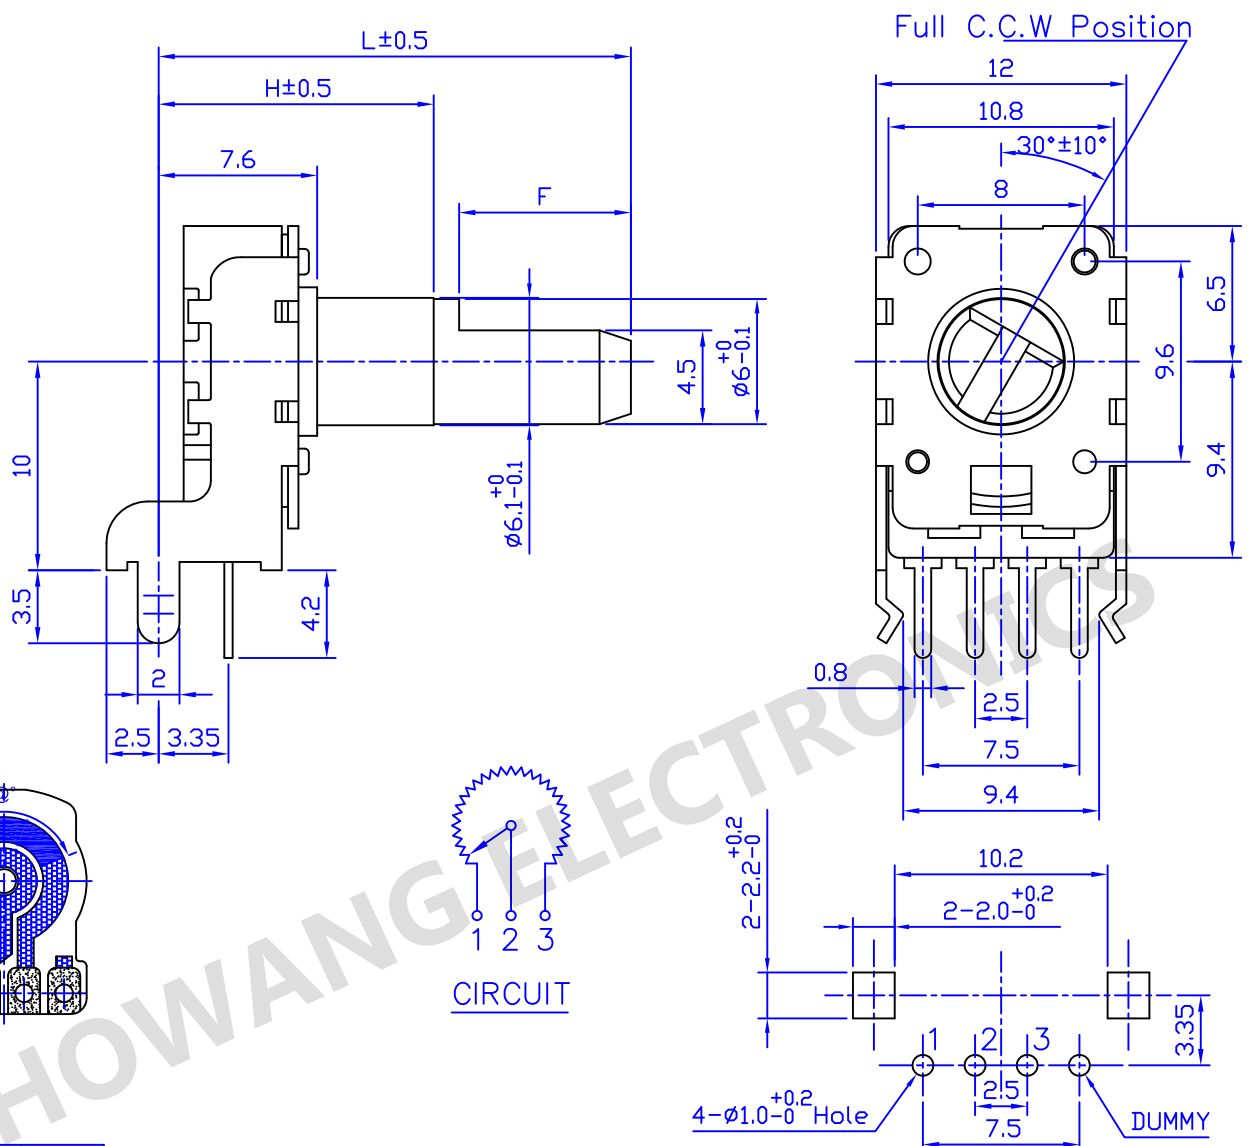 Full C.C.W Position
L±0.5
12
H±0.5
10.8
30°±10°
7.6
F
8
6.5
9.6
4.5
ø6 +0 -0.1
10
9.4
ø6.1 +0 -0.1
3.5
4.2
2
0.8
2.5
2.5
3.35
7.5
9.4
HOWANG ELECTRONICS
2-2.2 +0.2 -0
10.2
2-2.0 +0.2 -0
1 2 3
CIRCUIT
3.35
1 2 3
2.5
4-ø1.0 +0.2 -0 Hole
DUMMY
7.5